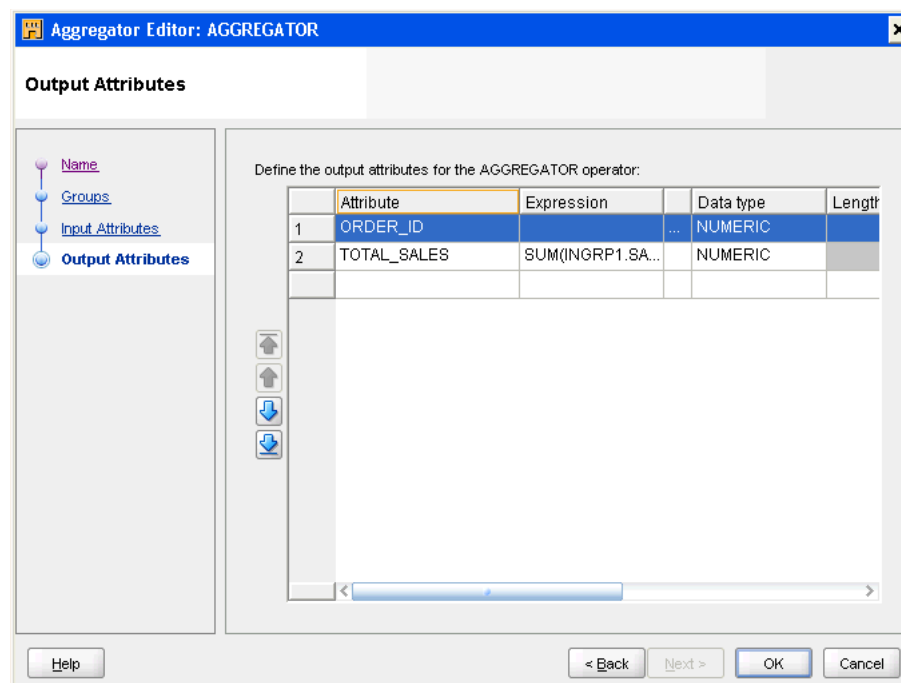 Aggregator Editor: AGGREGATOR
Output Attributes
Name
Groups
Input Attributes
Output Attributes
Define the output attributes for the AGGREGATOR operator:
Attribute Expression Data type Length
1 ORDER_ID ... NUMERIC
2 TOTAL_SALES SUM(INGRP1.SA... NUMERIC
Help < Back Next > OK Cancel